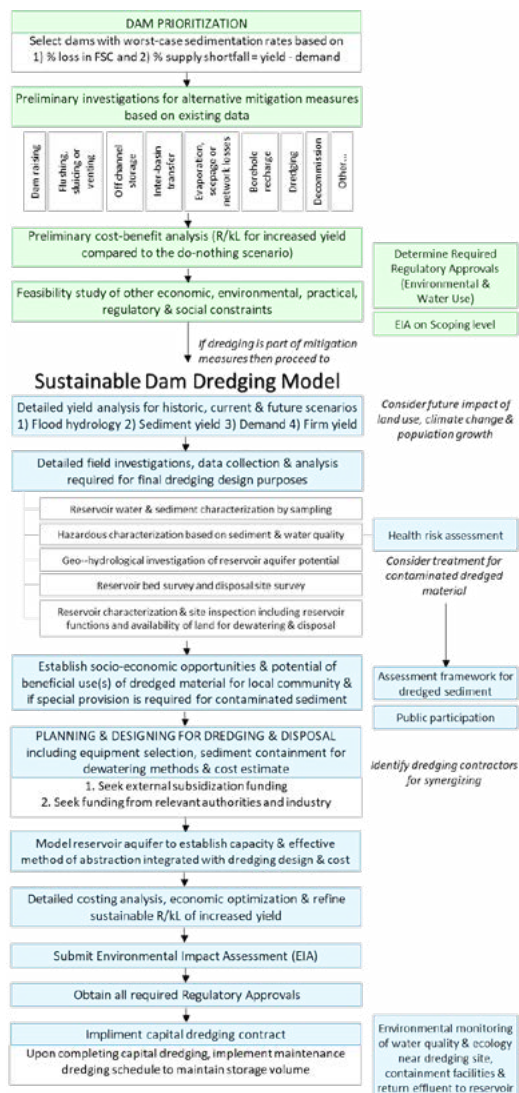 DAM PRIORITIZATION
Select dams with worst-case sedimentation rates based on
1) % loss in FSC and 2) % supply shortfall = yield - demand
Preliminary investigations for alternative mitigation measures
based on existing data
Dam raising
Flushing,
sluicing or
venting
Off channel
storage
Inter-basin
transfer
Evaporation,
seepage or
network losses
Borehole
recharge
Dredging
Decommission
Other...
Preliminary cost-benefit analysis (R/kL for increased yield
compared to the do-nothing scenario)
Determine Required
Regulatory Approvals
(Environmental &
Water Use)
Feasibility study of other economic, environmental, practical,
regulatory & social constraints
EIA on Scoping level
If dredging is part of mitigation
measures then proceed to
Sustainable Dam Dredging Model
Detailed yield analysis for historic, current & future scenarios
1) Flood hydrology 2) Sediment yield 3) Demand 4) Firm yield
Consider future impact of
land use, climate change &
population growth
Detailed field investigations, data collection & analysis
required for final dredging design purposes
Reservoir water & sediment characterization by sampling
Hazardous characterization based on sediment & water quality
Health risk assessment
Geo--hydrological investigation of reservoir aquifer potential
Consider treatment for
contaminated dredged
material
Reservoir bed survey and disposal site survey
Reservoir characterization & site inspection including reservoir
functions and availability of land for dewatering & disposal
Establish socio-economic opportunities & potential of
beneficial use(s) of dredged material for local community &
if special provision is required for contaminated sediment
Assessment framework for
dredged sediment
Public participation
PLANNING & DESIGNING FOR DREDGING & DISPOSAL
including equipment selection, sediment containment for
dewatering methods & cost estimate
1. Seek external subsidization funding
2. Seek funding from relevant authorities and industry
Identify dredging contractors
for synergizing
Model reservoir aquifer to establish capacity & effective
method of abstraction integrated with dredging design & cost
Detailed costing analysis, economic optimization & refine
sustainable R/kL of increased yield
Submit Environmental Impact Assessment (EIA)
Obtain all required Regulatory Approvals
Impliment capital dredging contract
Upon completing capital dredging, implement maintenance
dredging schedule to maintain storage volume
Environmental monitoring
of water quality & ecology
near dredging site,
containment facilities &
return effluent to reservoir